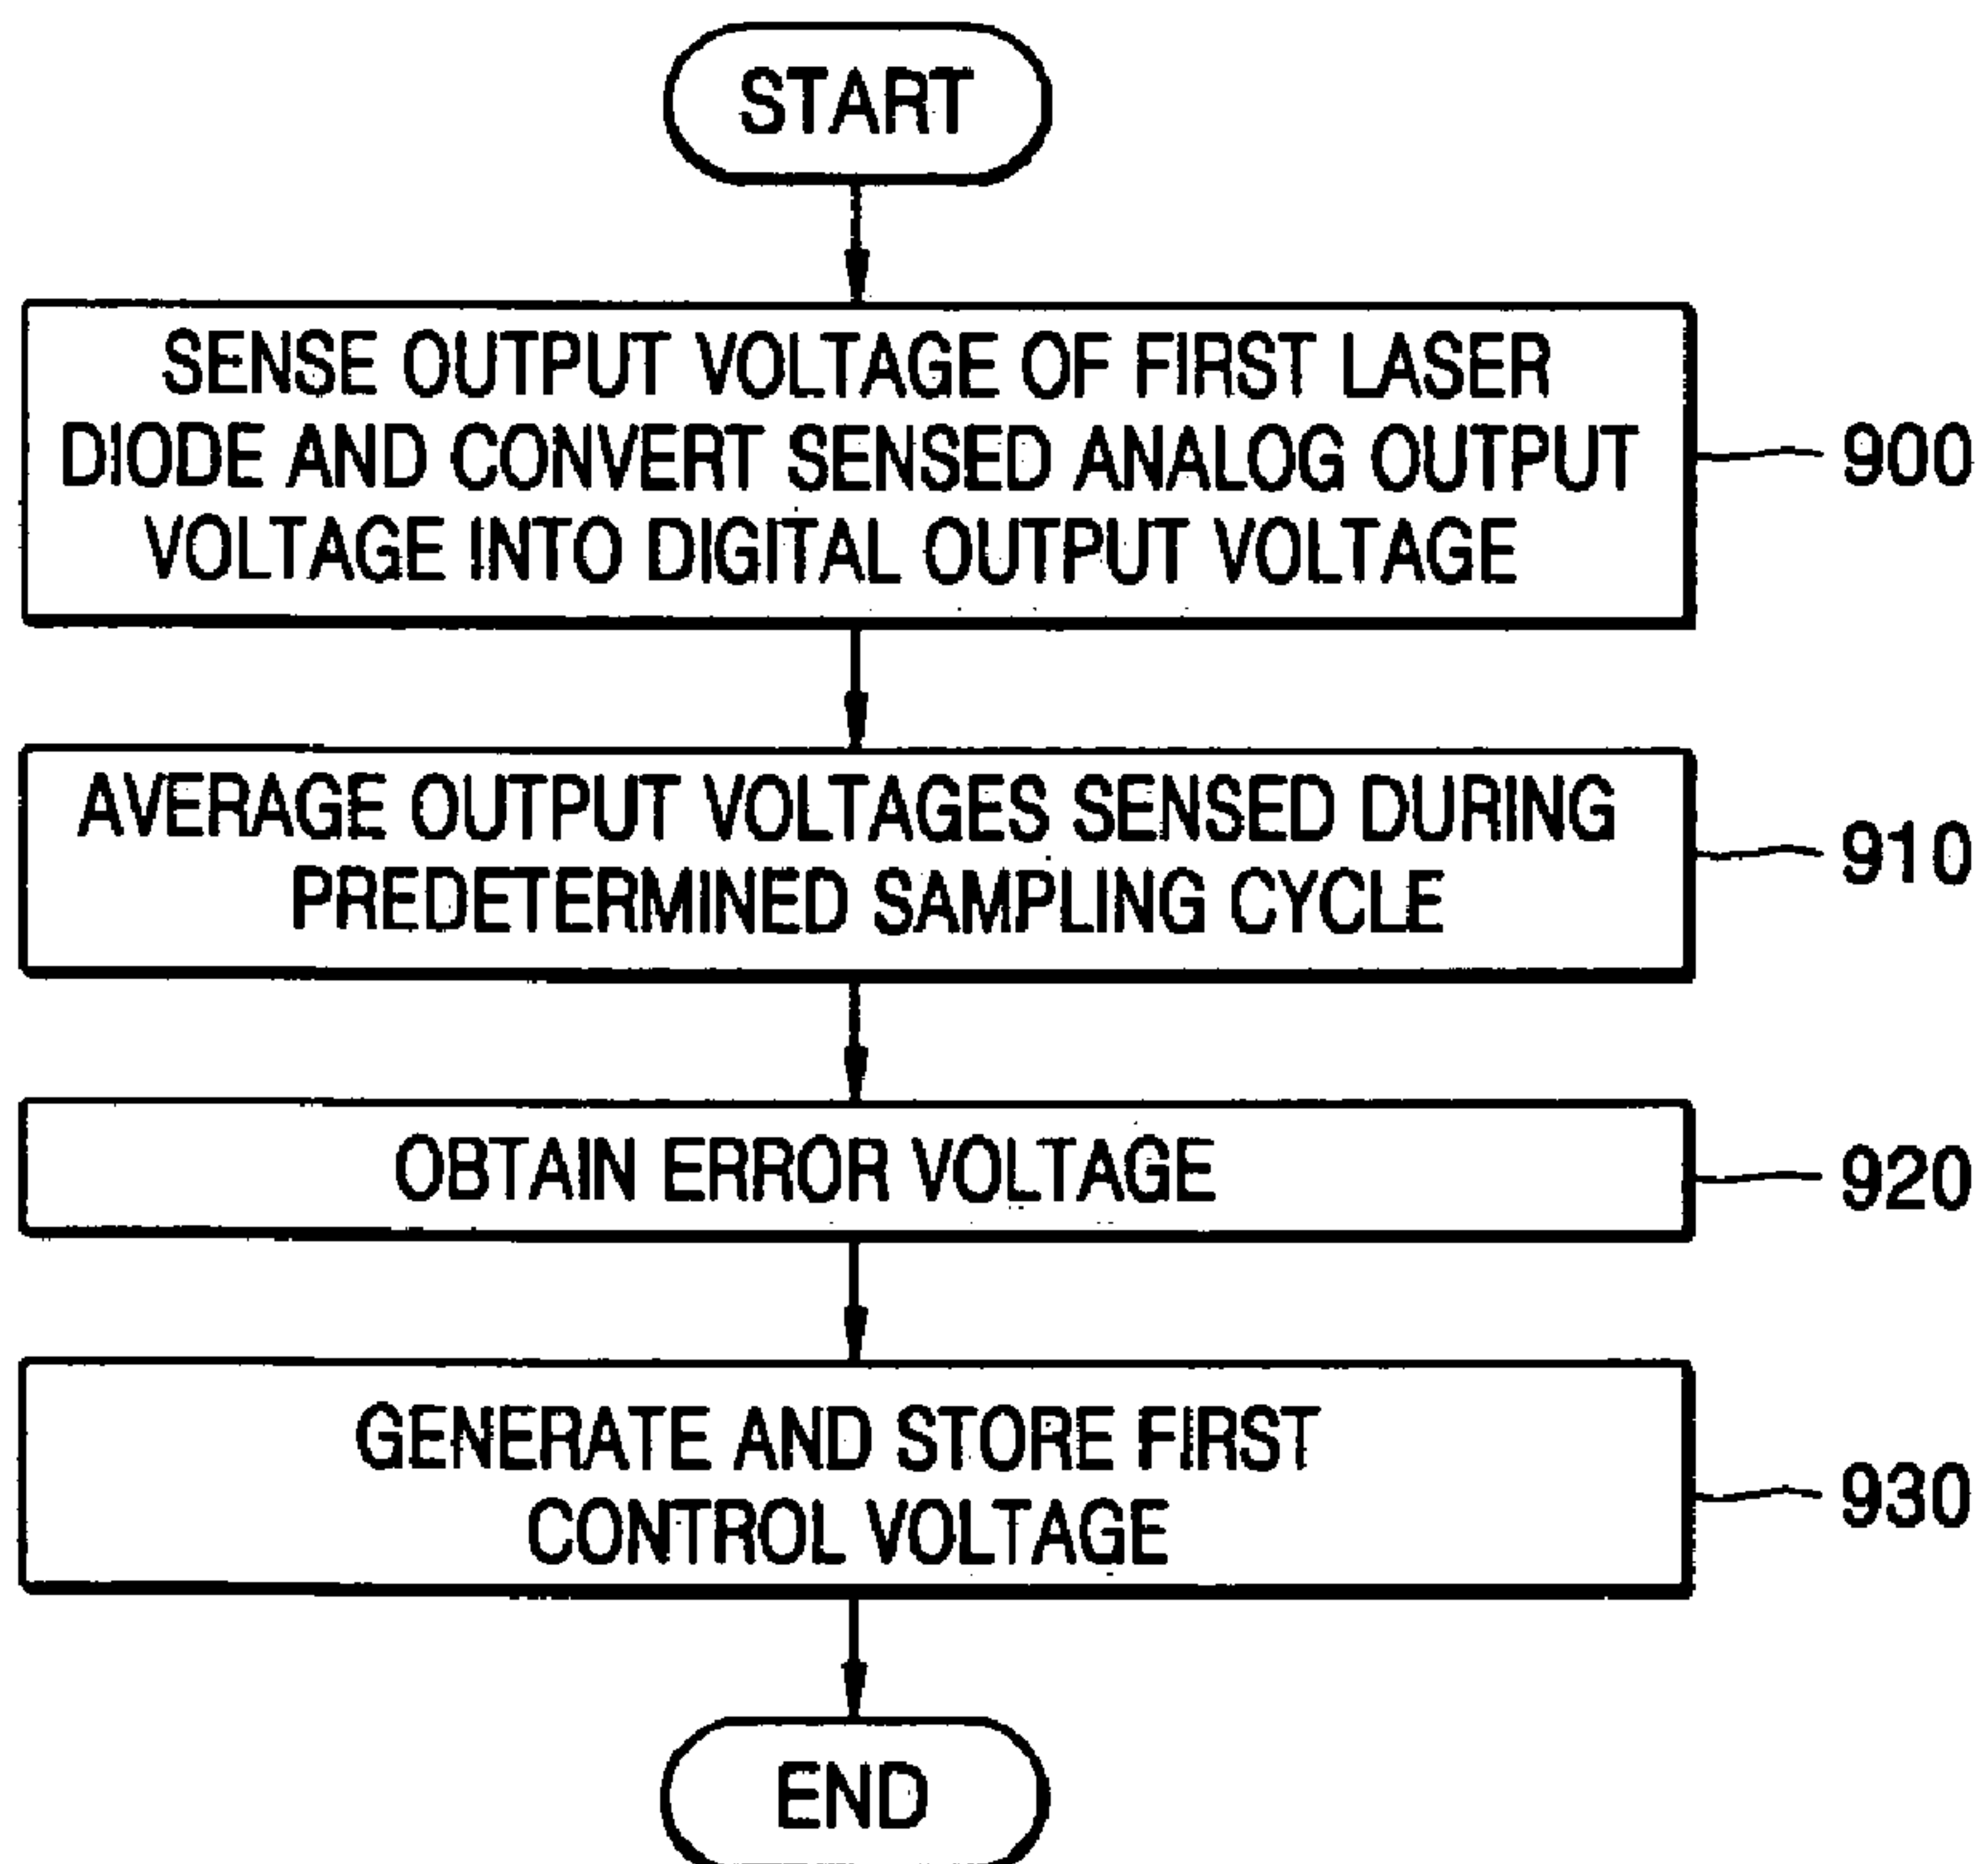 START
SENSE OUTPUT VOLTAGE OF FIRST LASER
DIODE AND CONVERT SENSED ANALOG OUTPUT
VOLTAGE INTO DIGITAL OUTPUT VOLTAGE
900
AVERAGE OUTPUT VOLTAGES SENSED DURING
PREDETERMINED SAMPLING CYCLE
910
OBTAIN ERROR VOLTAGE
920
GENERATE AND STORE FIRST
CONTROL VOLTAGE
930
END